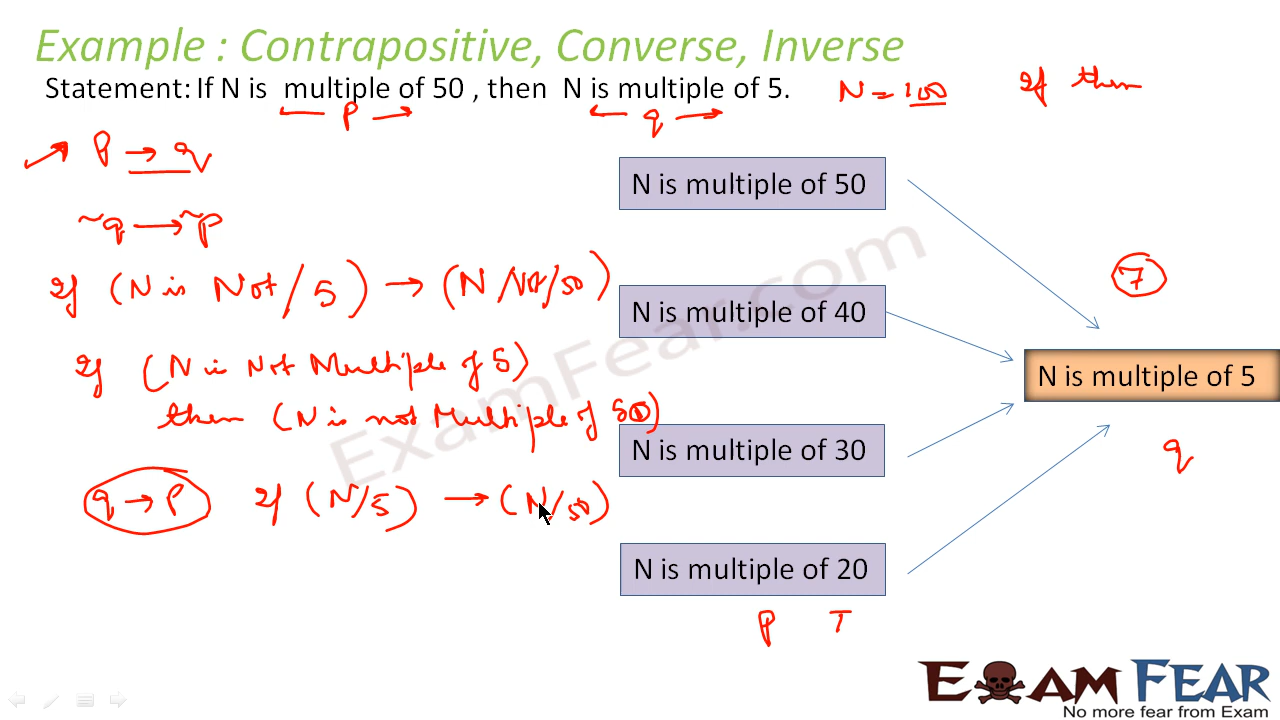 Example : Contrapositive, Converse, Inverse
Statement: If N is multiple of 50 , then N is multiple of 5.
N = 100
If then
p
q
p → q
N is multiple of 50
~q → ~p
If (N is Not / 5) → (N / Not / 50)
N is multiple of 40
7
If (N is Not Multiple of 5)
N is multiple of 5
then (N is not Multiple of 50)
N is multiple of 30
q
q → p If (N/5) → (N/50)
N is multiple of 20
p T
ExamFear.com
EXAM FEAR
No more fear from Exam